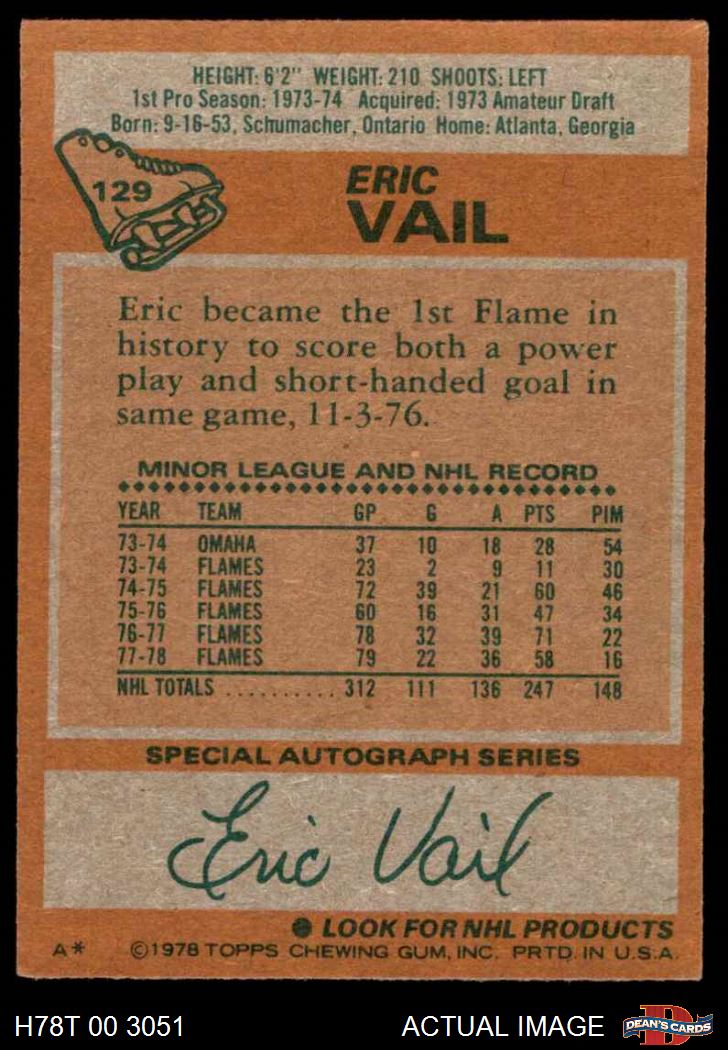 HEIGHT: 6'2" WEIGHT: 210 SHOOTS: LEFT
1st Pro Season: 1973-74 Acquired: 1973 Amateur Draft
Born: 9-16-53, Schumacher, Ontario Home: Atlanta, Georgia
129
ERIC
VAIL
Eric became the 1st Flame in
history to score both a power
play and short-handed goal in
same game, 11-3-76.
MINOR LEAGUE AND NHL RECORD
YEAR TEAM GP G A PTS PIM
73-74 OMAHA 37 10 18 28 54
73-74 FLAMES 23 2 9 11 30
74-75 FLAMES 72 39 21 60 46
75-76 FLAMES 60 16 31 47 34
76-77 FLAMES 78 32 39 71 22
77-78 FLAMES 79 22 36 58 16
NHL TOTALS .......... 312 111 136 247 148
SPECIAL AUTOGRAPH SERIES
Eric Vail
● LOOK FOR NHL PRODUCTS
A* ©1978 TOPPS CHEWING GUM, INC. PRTD. IN U.S.A.
H78T 00 3051 ACTUAL IMAGE
D
DEAN'S CARDS